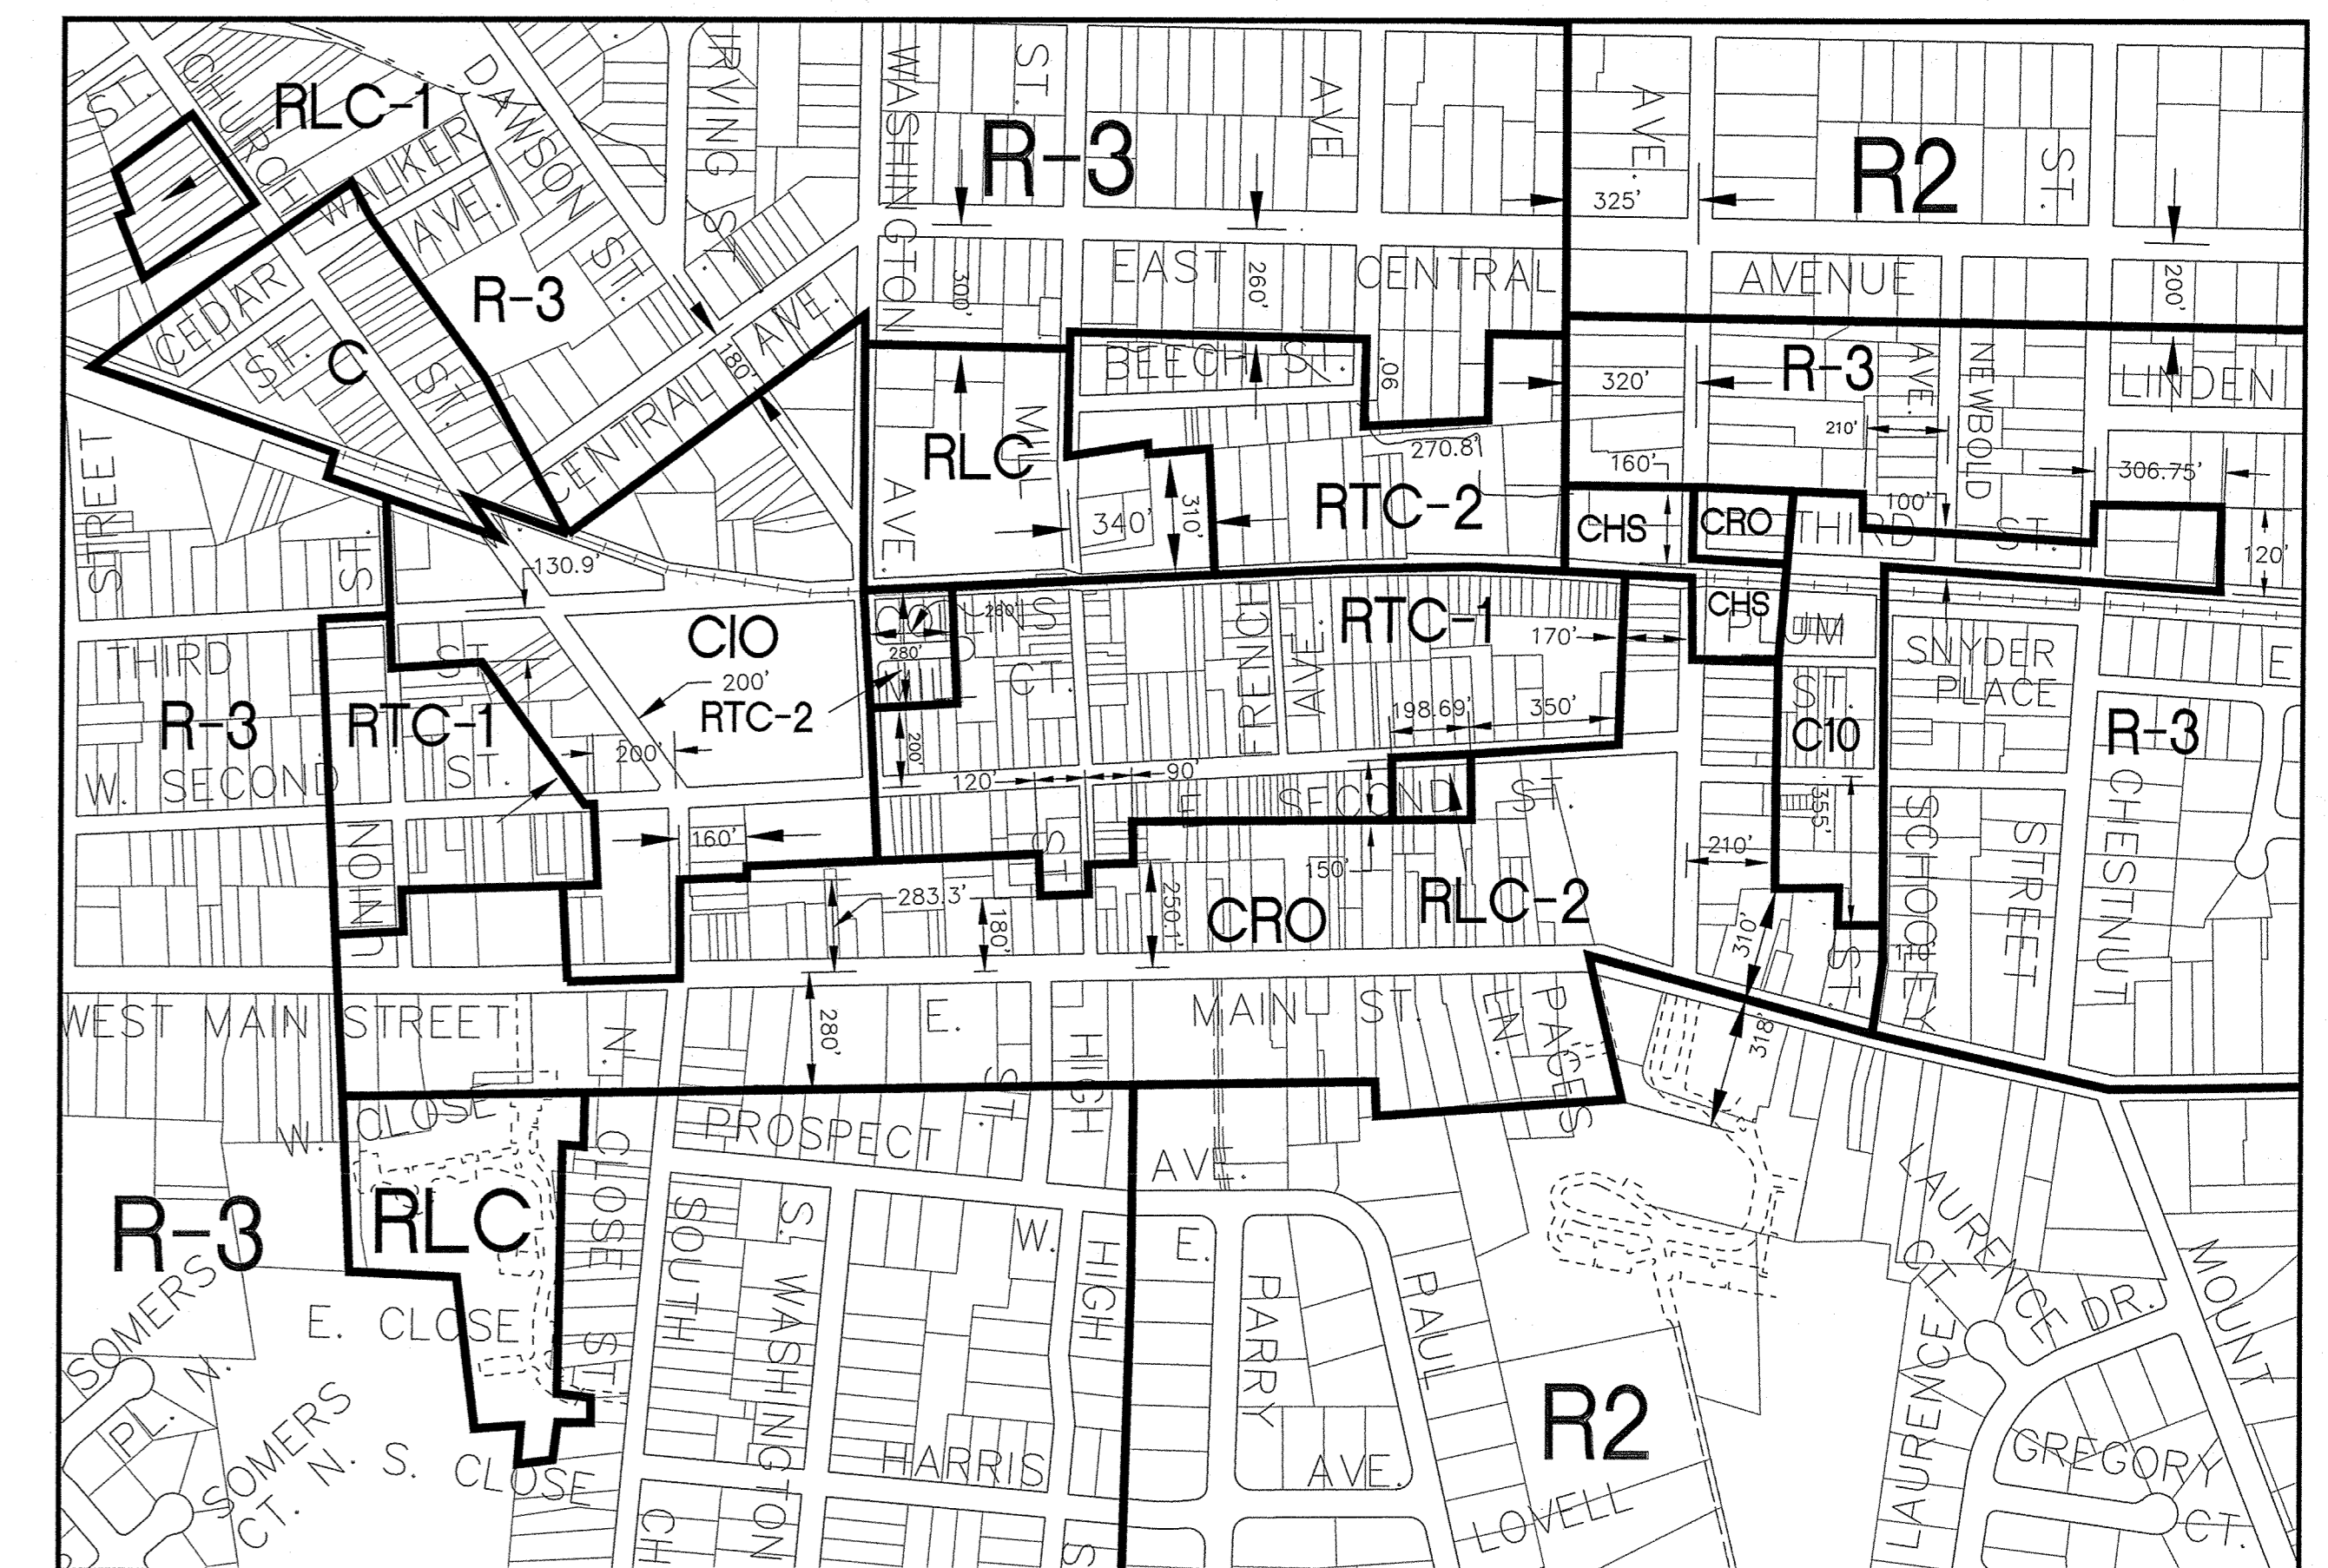 RLC-1
ST.
CHURCH
WALKER
AVE.
DAWSON
ST.
IRVING ST
WASHINGTON
AVE.
ST.
R-3
AVE
AVE.
R2
ST.
325'
300'
260'
200'
EAST CENTRAL AVENUE
R-3
CEDAR
ST.
C
ST.
CENTRAL AVE.
180'
BEECH ST.
90'
320'
R-3
AVE.
NEWBOLD
LINDEN
210'
RLC
MILL
270.8'
160'
306.75'
340'
310'
RTC-2
CHS
CRO
100'
THIRD ST.
120'
STREET
ST.
130.9'
CIO
200'
RTC-2
COLLINS
CT.
260'
280'
200'
FRENCH
AVE.
RTC-1
170'
CHS
PLUM
ST.
C10
SNYDER
PLACE
E
THIRD
ST
R-3
RTC-1
W. SECOND
ST.
200'
198.69'
350'
R-3
120'
90'
E SECOND ST.
355'
UNION
160'
ST
150'
210'
SCHOOLEY
STREET
CHESTNUT
283.3'
180'
250.1'
CRO
RLC-2
310'
ST.
WEST MAIN STREET
N.
E.
MAIN ST.
LN.
PAGES
280'
318'
W.
CLOSE
PROSPECT
ST.
HIGH
AVE.
R-3
RLC
CLOSE
ST
SOUTH
S.
WASHINGTON
W.
HIGH
E.
PARRY
PAUL
LAURENCE
CT.
DR.
MOUNT
SOMERS
PL.
N.
E. CLOSE
SOMERS
CT. N.
S. CLOSE
HARRIS
AVE.
R2
LOVELL
LAURENCE
GREGORY
CT.
CH
S